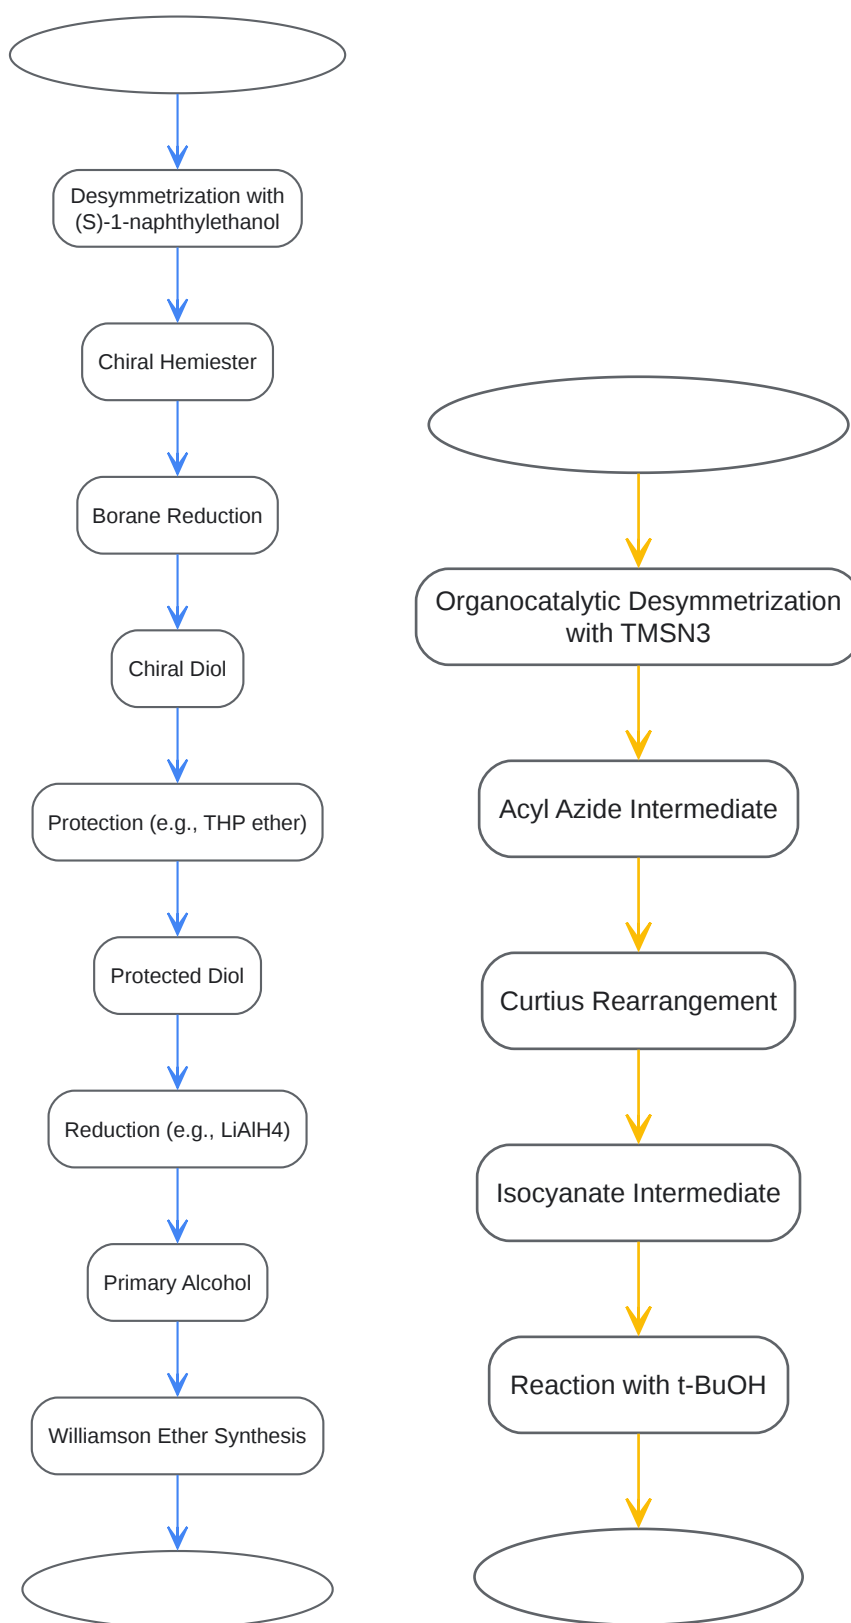 Desymmetrization with
(S)-1-naphthylethanol
Chiral Hemiester
Borane Reduction
Chiral Diol
Protection (e.g., THP ether)
Protected Diol
Reduction (e.g., LiAlH4)
Primary Alcohol
Williamson Ether Synthesis
Organocatalytic Desymmetrization
with TMSN3
Acyl Azide Intermediate
Curtius Rearrangement
Isocyanate Intermediate
Reaction with t-BuOH